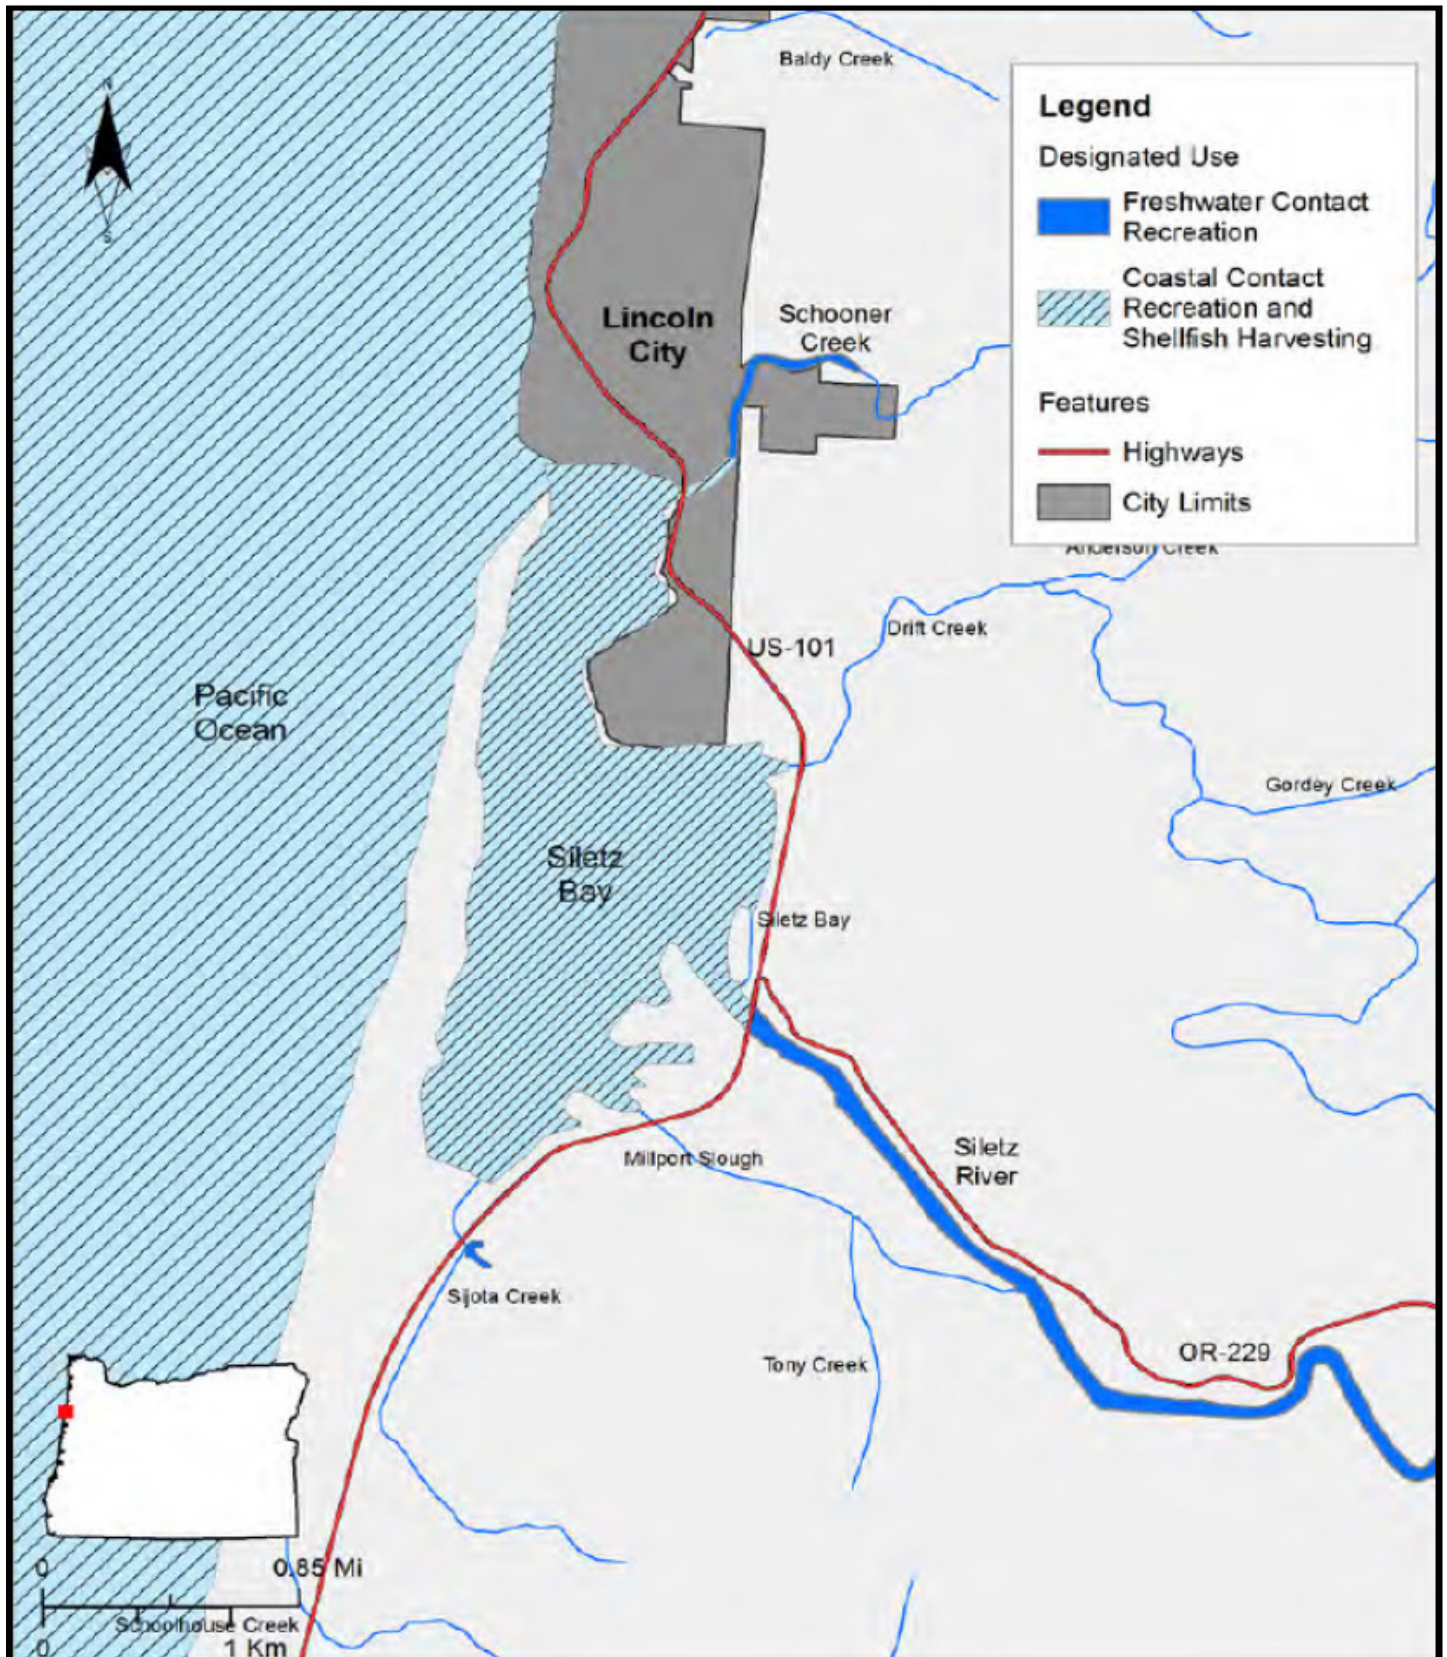 N
S
Baldy Creek
Legend
Designated Use
Freshwater Contact
Recreation
Coastal Contact
Recreation and
Shellfish Harvesting
Features
Highways
City Limits
Lincoln
City
Schooner
Creek
Anderson Creek
Drift Creek
US-101
Pacific
Ocean
Gordey Creek
Siletz
Bay
Siletz Bay
Siletz
River
Millport Slough
Sijota Creek
OR-229
Tony Creek
0
0.85 Mi
Schoolhouse Creek
0
1 Km